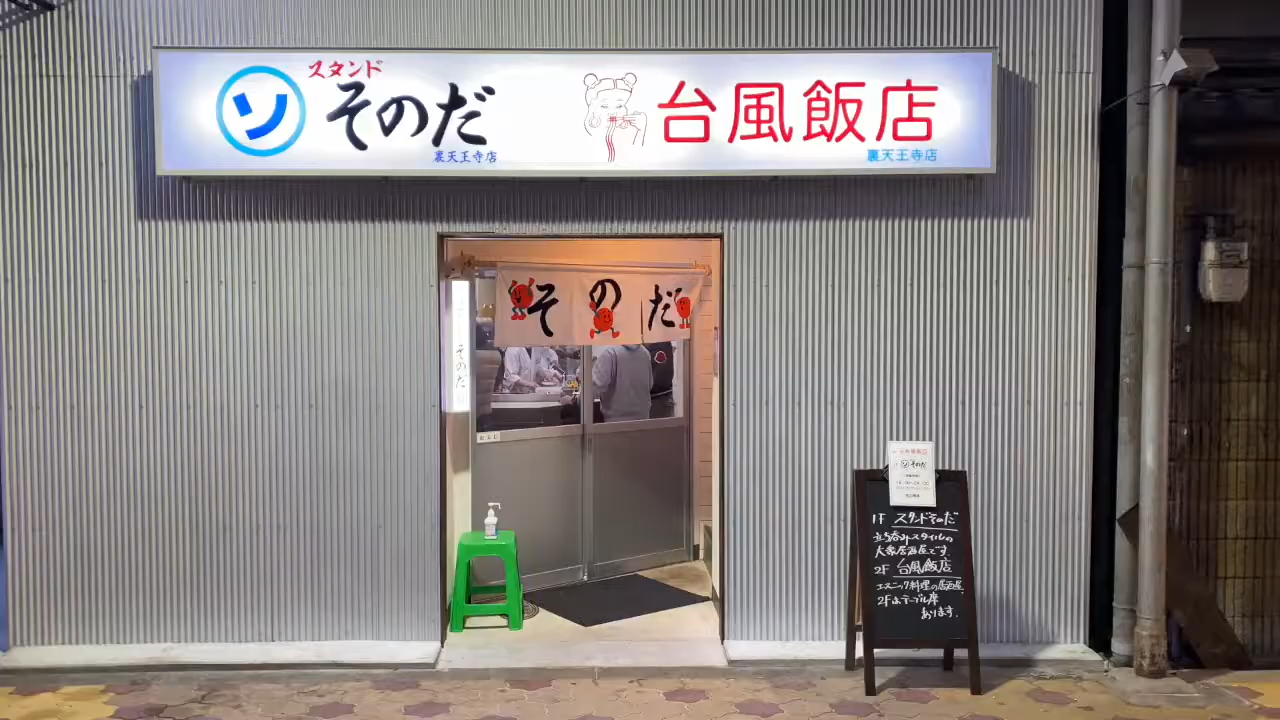 ソ
スタンド
そのだ
裏天王寺店
台風飯店
裏天王寺店
そのだ
そのだ
ソ そのだ
1F スタンドそのだ
立ち呑みスタイルの
大衆居酒屋です
2F 台風飯店
エスニック料理の居酒屋
2Fはテーブル席
あります。